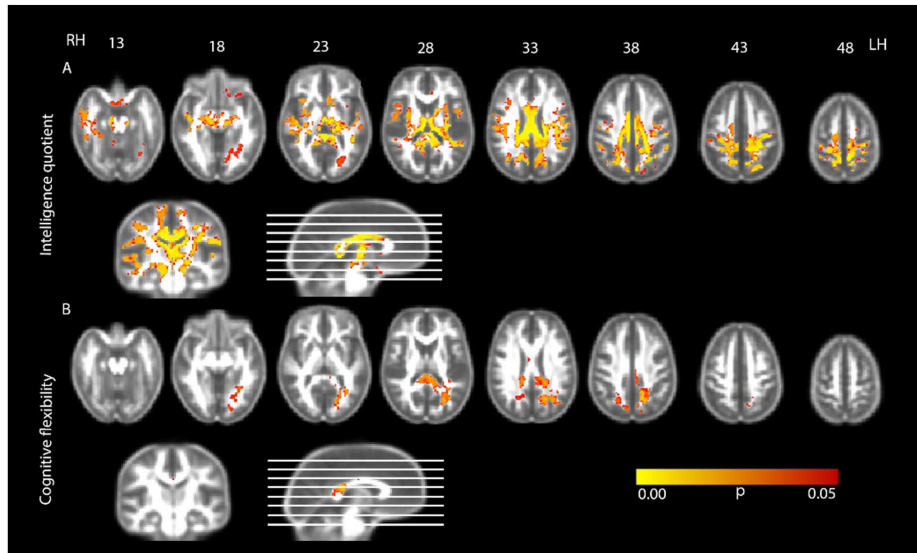 RH 13 18 23 28 33 38 43 48 LH
A
Intelligence quotient
B
Cognitive flexibility
0.00 p 0.05